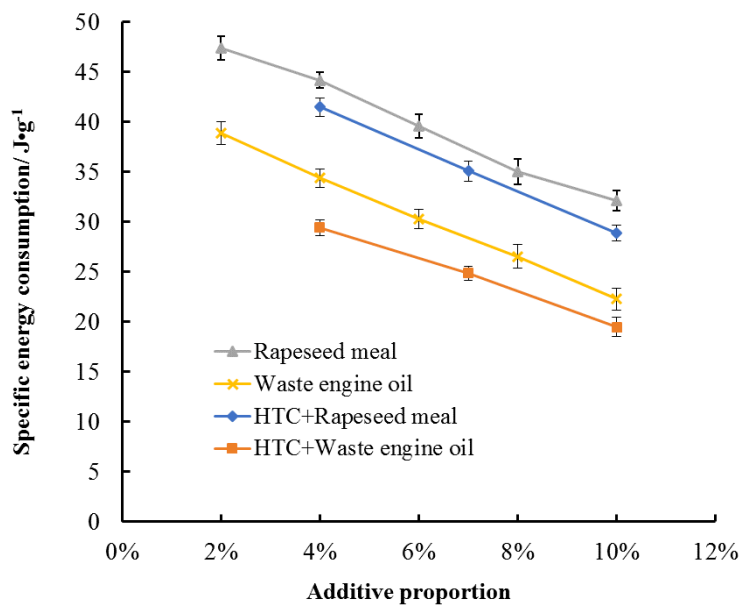 50
45
40
35
30
25
20
15
10
5
0
Specific energy consumption/ J•g⁻¹
Rapeseed meal
Waste engine oil
HTC+Rapeseed meal
HTC+Waste engine oil
0% 2% 4% 6% 8% 10% 12%
Additive proportion